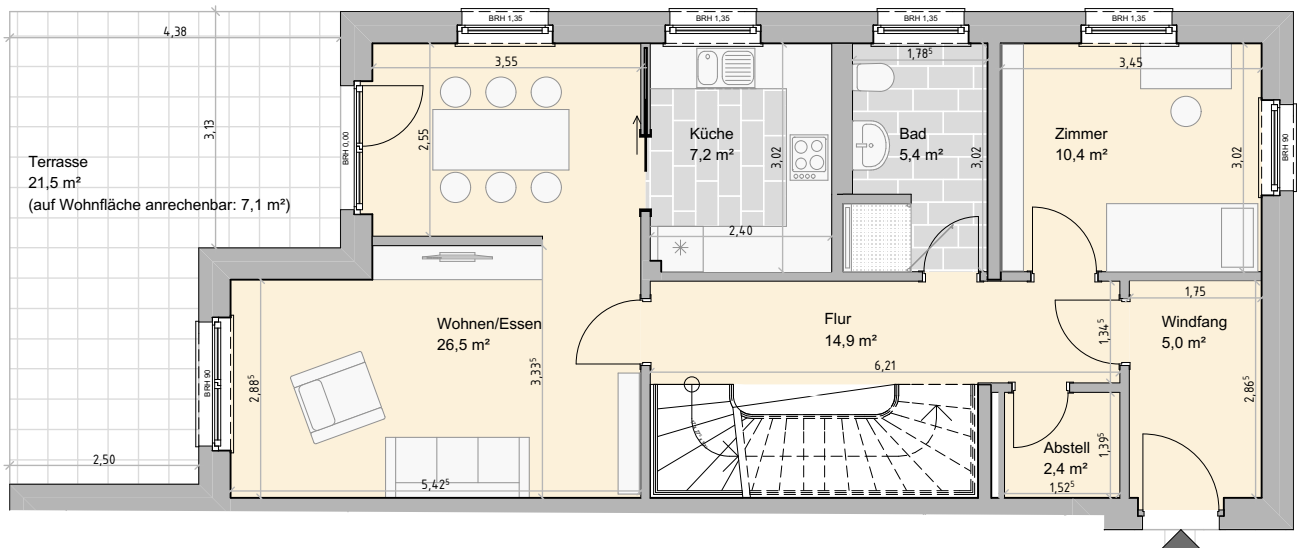 BRH 1,35
BRH 1,35
BRH 1,35
BRH 1,35
4,38
3,55
1,78⁵
3,45
3,13
BRH 0,00
2,55
Küche
7,2 m²
3,02
Bad
5,4 m²
3,02
Zimmer
10,4 m²
3,02
BRH 90
Terrasse
21,5 m²
(auf Wohnfläche anrechenbar: 7,1 m²)
2,40
1,75
Wohnen/Essen
26,5 m²
Flur
14,9 m²
1,34⁵
Windfang
5,0 m²
BRH 90
2,88⁵
3,33⁵
6,21
2,86⁵
Abstell
2,4 m²
1,39⁵
2,50
5,42⁵
1,52⁵